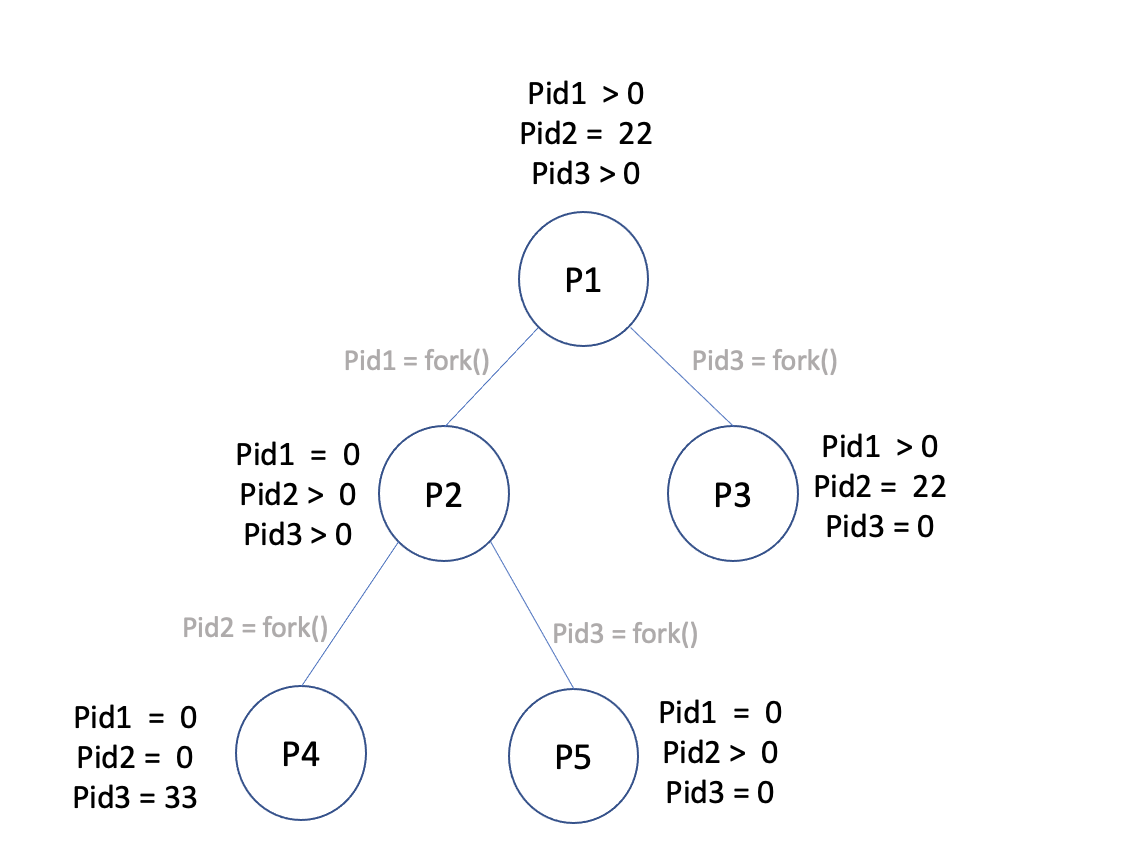 Pid1 > 0
Pid2 = 22
Pid3 > 0
P1
Pid1 = fork()
Pid3 = fork()
Pid1 = 0
Pid2 > 0
Pid3 > 0
P2
P3
Pid1 > 0
Pid2 = 22
Pid3 = 0
Pid2 = fork()
Pid3 = fork()
Pid1 = 0
Pid2 = 0
Pid3 = 33
P4
P5
Pid1 = 0
Pid2 > 0
Pid3 = 0